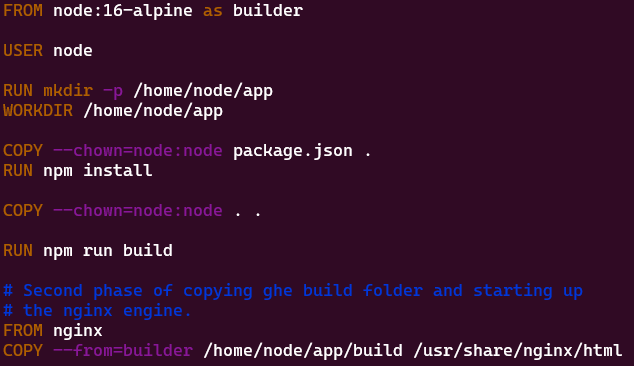 FROM node:16-alpine as builder
USER node
RUN mkdir -p /home/node/app
WORKDIR /home/node/app
COPY --chown=node:node package.json .
RUN npm install
COPY --chown=node:node . .
RUN npm run build
# Second phase of copying ghe build folder and starting up
# the nginx engine.
FROM nginx
COPY --from=builder /home/node/app/build /usr/share/nginx/html